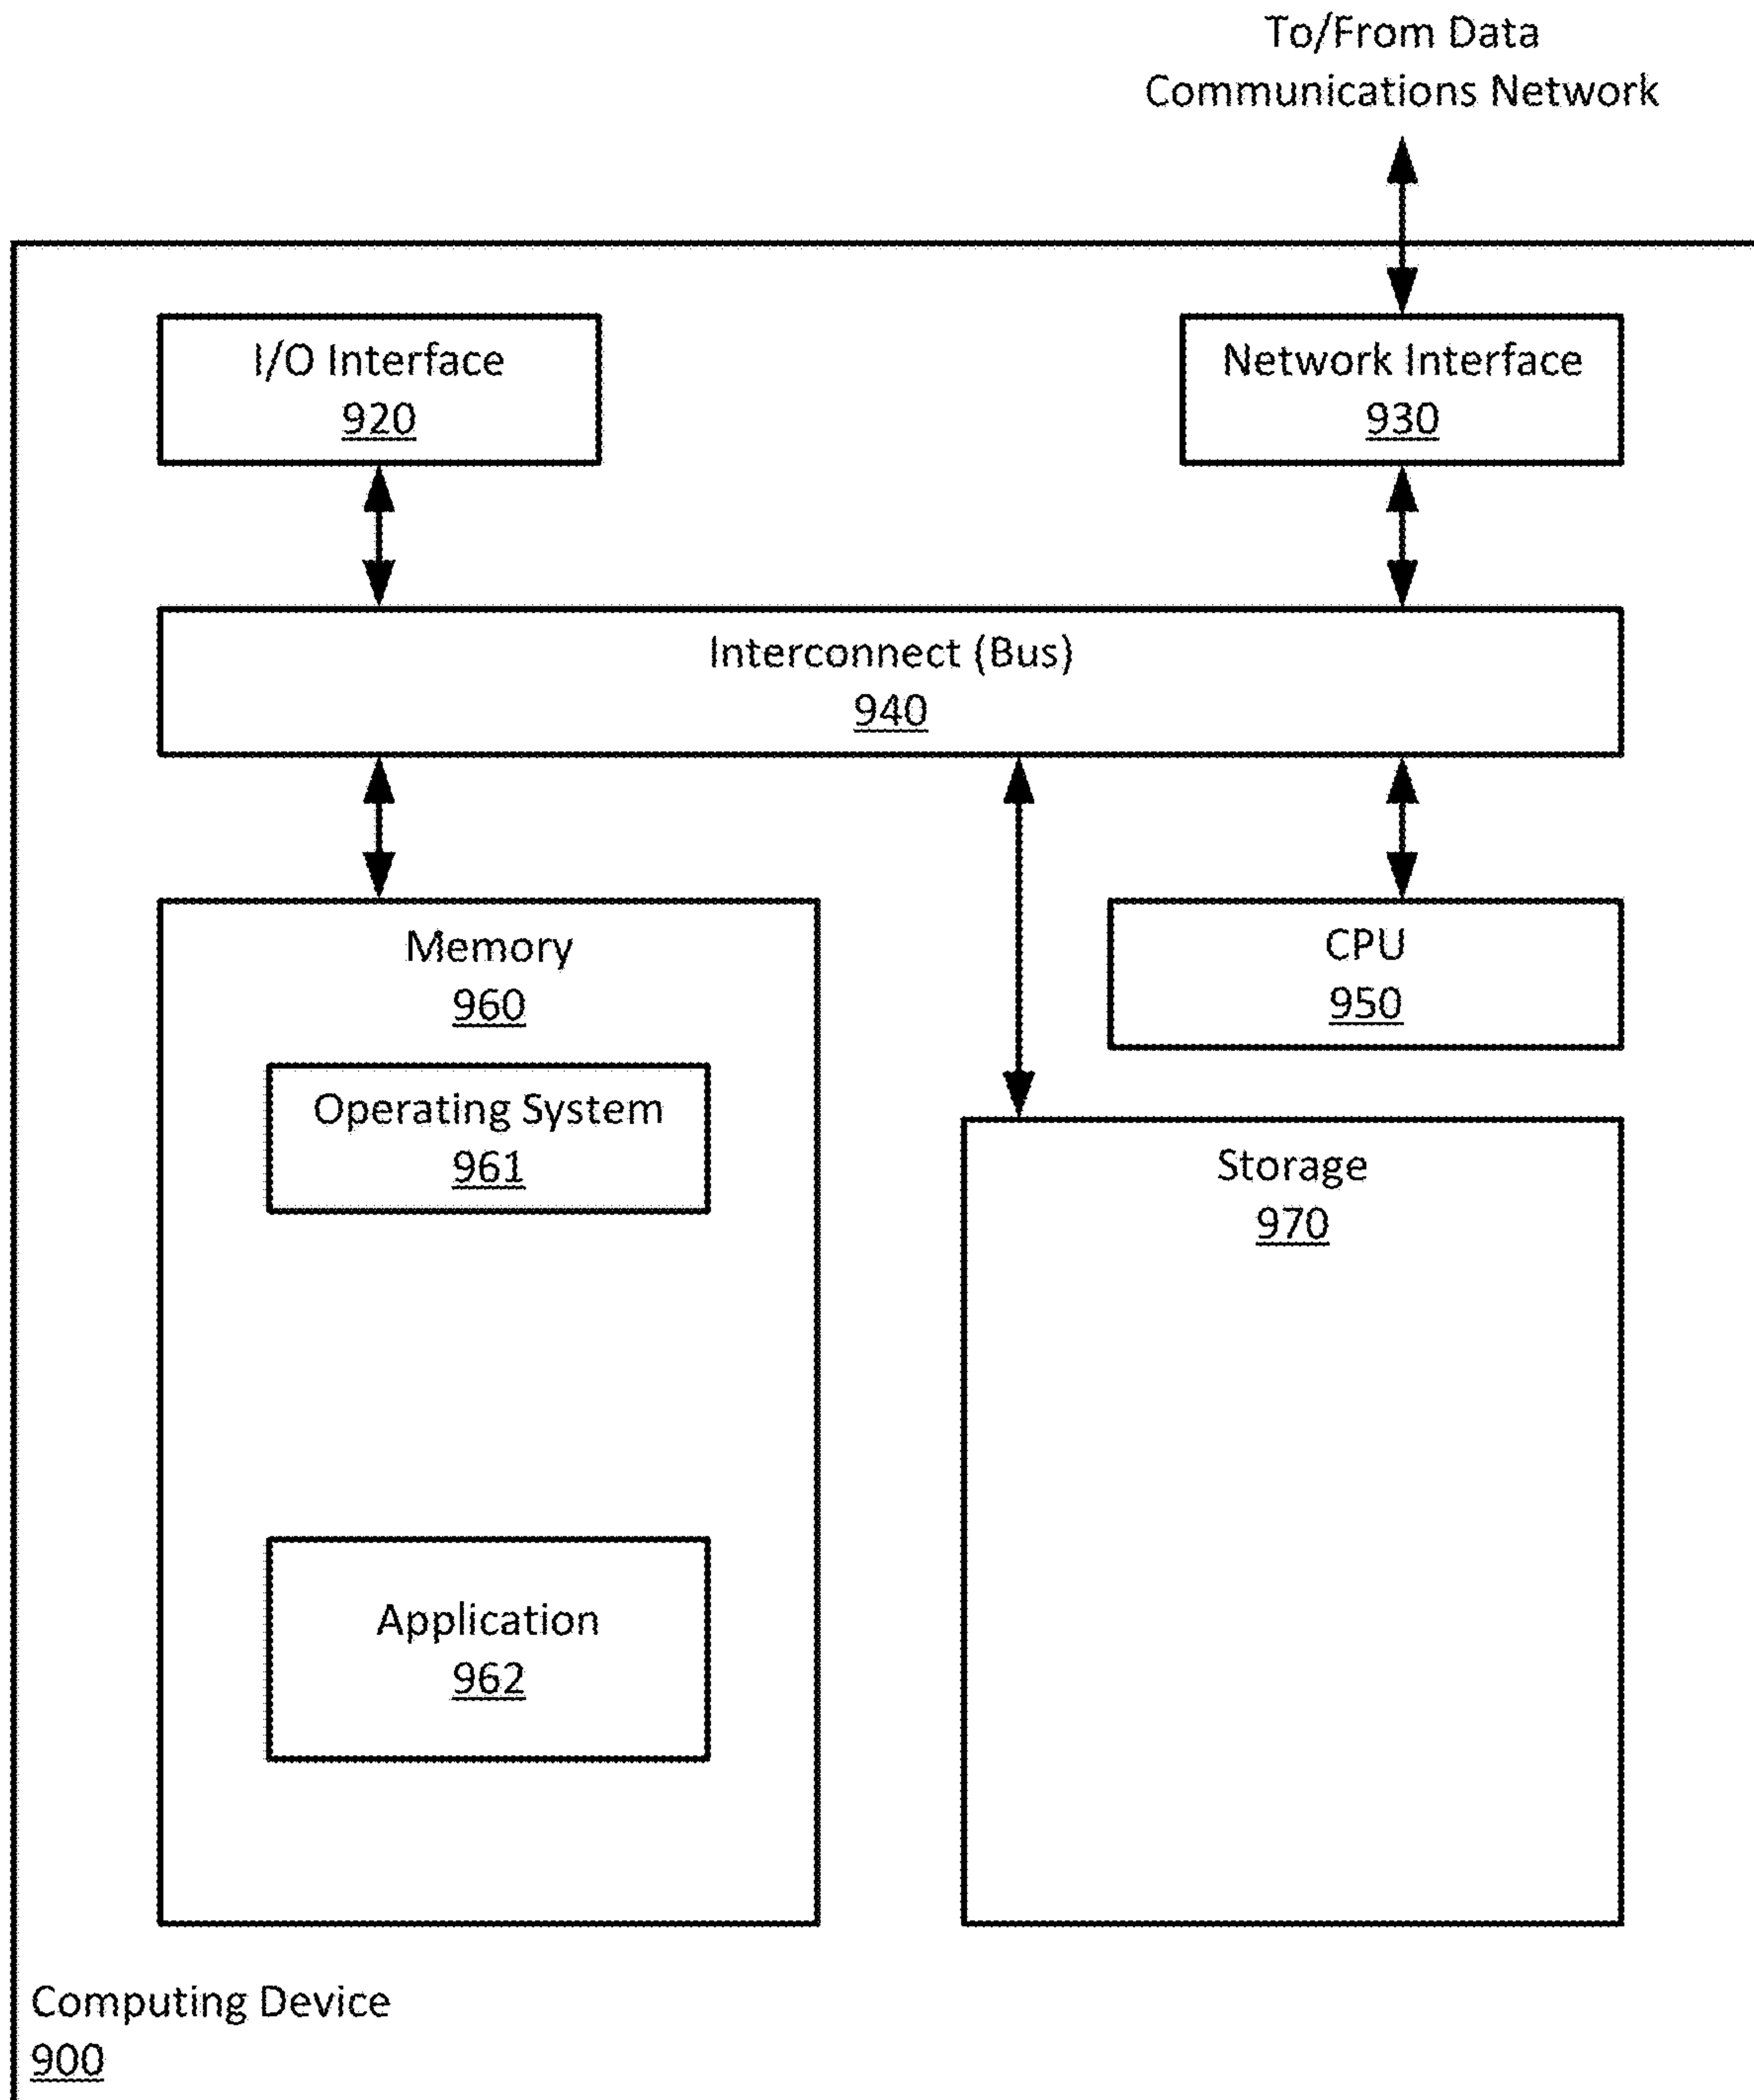 To/From Data
Communications Network
I/O Interface
920
Network Interface
930
Interconnect (Bus)
940
Memory
960
Operating System
961
Application
962
CPU
950
Storage
970
Computing Device
900